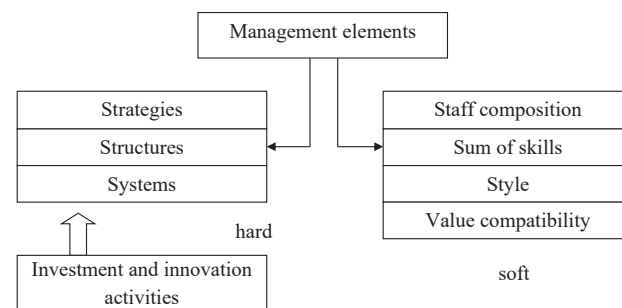 Management elements
Strategies
Structures
Systems
Staff composition
Sum of skills
Style
Value compatibility
hard
soft
Investment and innovation
activities